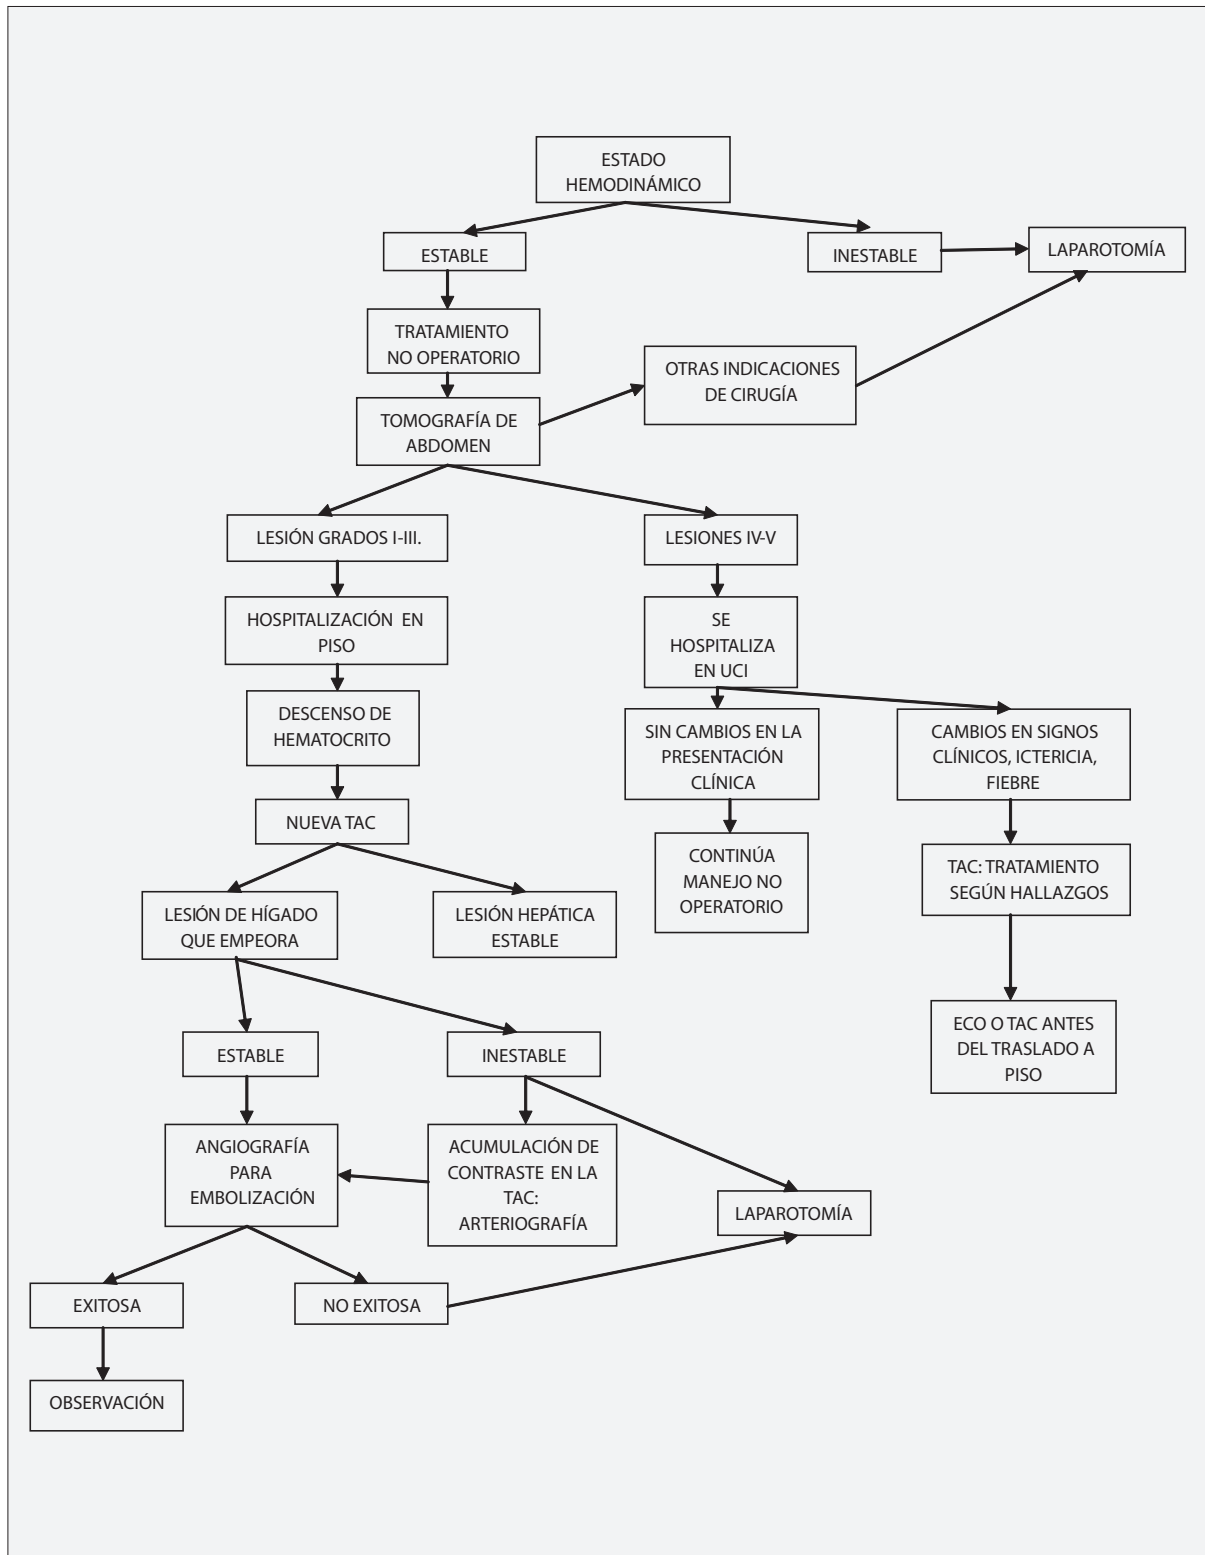 ESTADO
HEMODINÁMICO
ESTABLE
INESTABLE
LAPAROTOMÍA
TRATAMIENTO
NO OPERATORIO
OTRAS INDICACIONES
DE CIRUGÍA
TOMOGRAFÍA DE
ABDOMEN
LESIÓN GRADOS I-III.
LESIONES IV-V
HOSPITALIZACIÓN EN
PISO
SE
HOSPITALIZA
EN UCI
DESCENSO DE
HEMATOCRITO
SIN CAMBIOS EN LA
PRESENTACIÓN
CLÍNICA
CAMBIOS EN SIGNOS
CLÍNICOS, ICTERICIA,
FIEBRE
NUEVA TAC
CONTINÚA
MANEJO NO
OPERATORIO
TAC: TRATAMIENTO
SEGÚN HALLAZGOS
LESIÓN DE HÍGADO
QUE EMPEORA
LESIÓN HEPÁTICA
ESTABLE
ECO O TAC ANTES
DEL TRASLADO A
PISO
ESTABLE
INESTABLE
ANGIOGRAFÍA
PARA
EMBOLIZACIÓN
ACUMULACIÓN DE
CONTRASTE EN LA
TAC:
ARTERIOGRAFÍA
LAPAROTOMÍA
EXITOSA
NO EXITOSA
OBSERVACIÓN